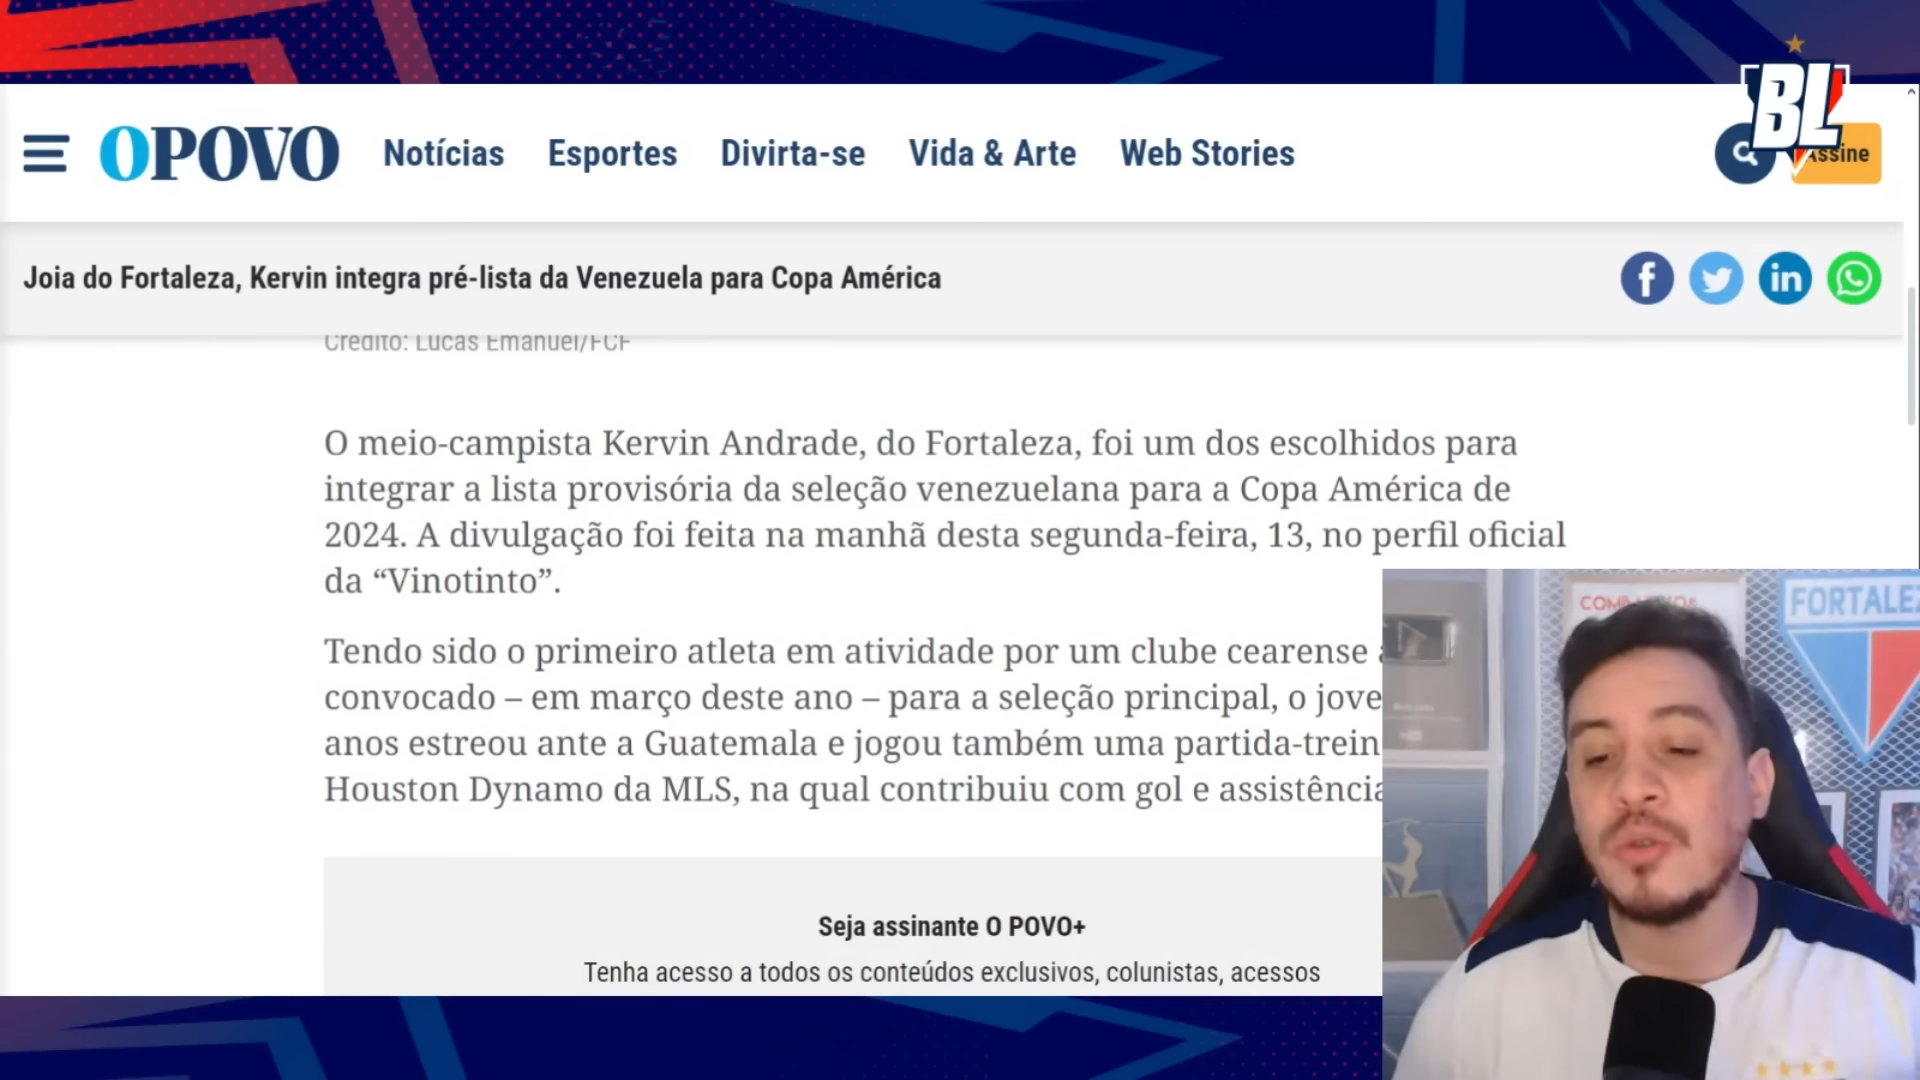 BL
OPOVO Notícias Esportes Divirta-se Vida & Arte Web Stories Assine
Joia do Fortaleza, Kervin integra pré-lista da Venezuela para Copa América
Crédito: Lucas Emanuel/FCF
O meio-campista Kervin Andrade, do Fortaleza, foi um dos escolhidos para
integrar a lista provisória da seleção venezuelana para a Copa América de
2024. A divulgação foi feita na manhã desta segunda-feira, 13, no perfil oficial
da “Vinotinto”.
Tendo sido o primeiro atleta em atividade por um clube cearense
convocado – em março deste ano – para a seleção principal, o jove
anos estreou ante a Guatemala e jogou também uma partida-trein
Houston Dynamo da MLS, na qual contribuiu com gol e assistência
Seja assinante O POVO+
Tenha acesso a todos os conteúdos exclusivos, colunistas, acessos
FORTALEZ